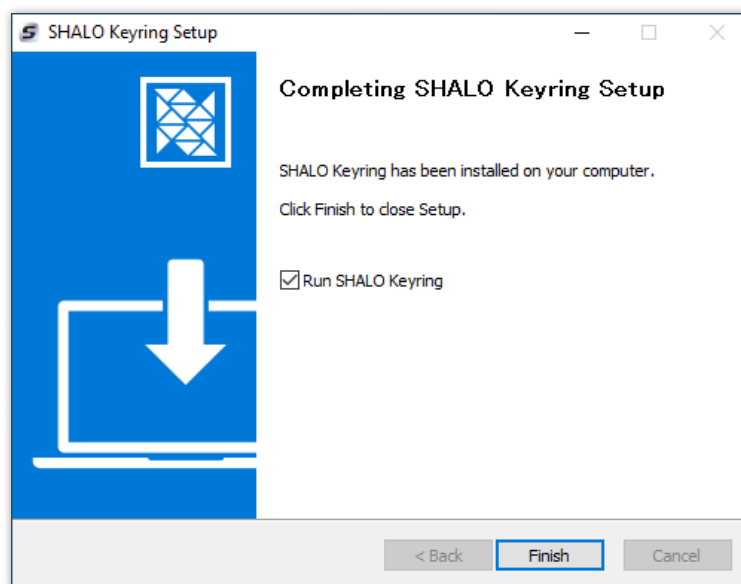 SHALO Keyring Setup
Completing SHALO Keyring Setup
SHALO Keyring has been installed on your computer.
Click Finish to close Setup.
Run SHALO Keyring
< Back Finish Cancel